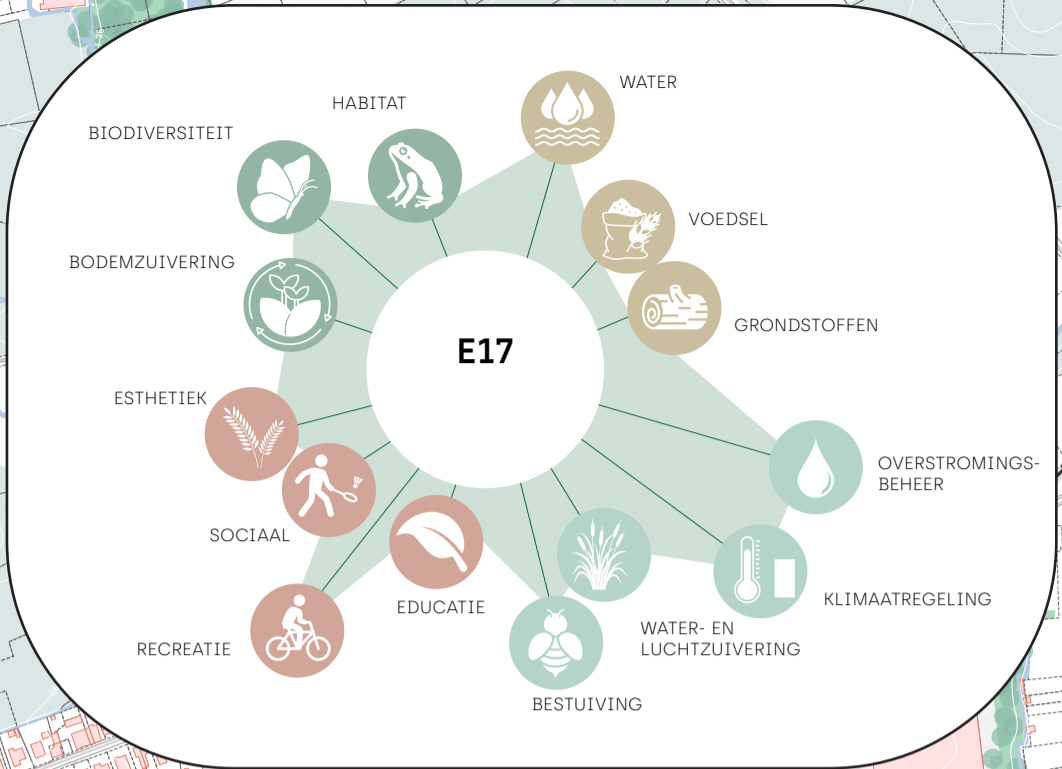 WATER
HABITAT
BIODIVERSITEIT
VOEDSEL
BODEMZUIVERING
GRONDSTOFFEN
E17
ESTHETIEK
OVERSTROMINGS-
BEHEER
SOCIAAL
KLIMAATREGELING
EDUCATIE
WATER- EN
LUCHTZUIVERING
RECREATIE
BESTUIVING